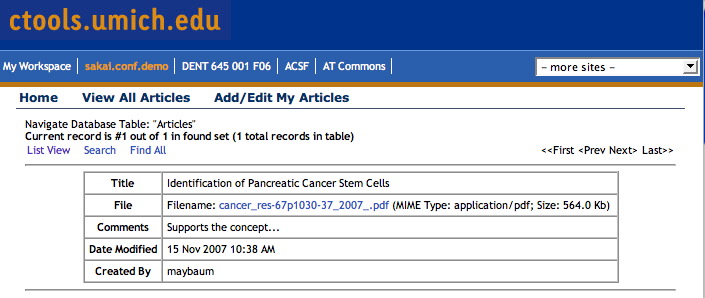 ctools.umich.edu
My Workspace | sakai.conf.demo | DENT 645 001 F06 | ACSF | AT Commons | – more sites –
Home View All Articles Add/Edit My Articles
Navigate Database Table: "Articles"
Current record is #1 out of 1 in found set (1 total records in table)
List View Search Find All <<First <Prev Next> Last>>
Title Identification of Pancreatic Cancer Stem Cells
File Filename: cancer_res-67p1030-37_2007_.pdf (MIME Type: application/pdf; Size: 564.0 Kb)
Comments Supports the concept...
Date Modified 15 Nov 2007 10:38 AM
Created By maybaum